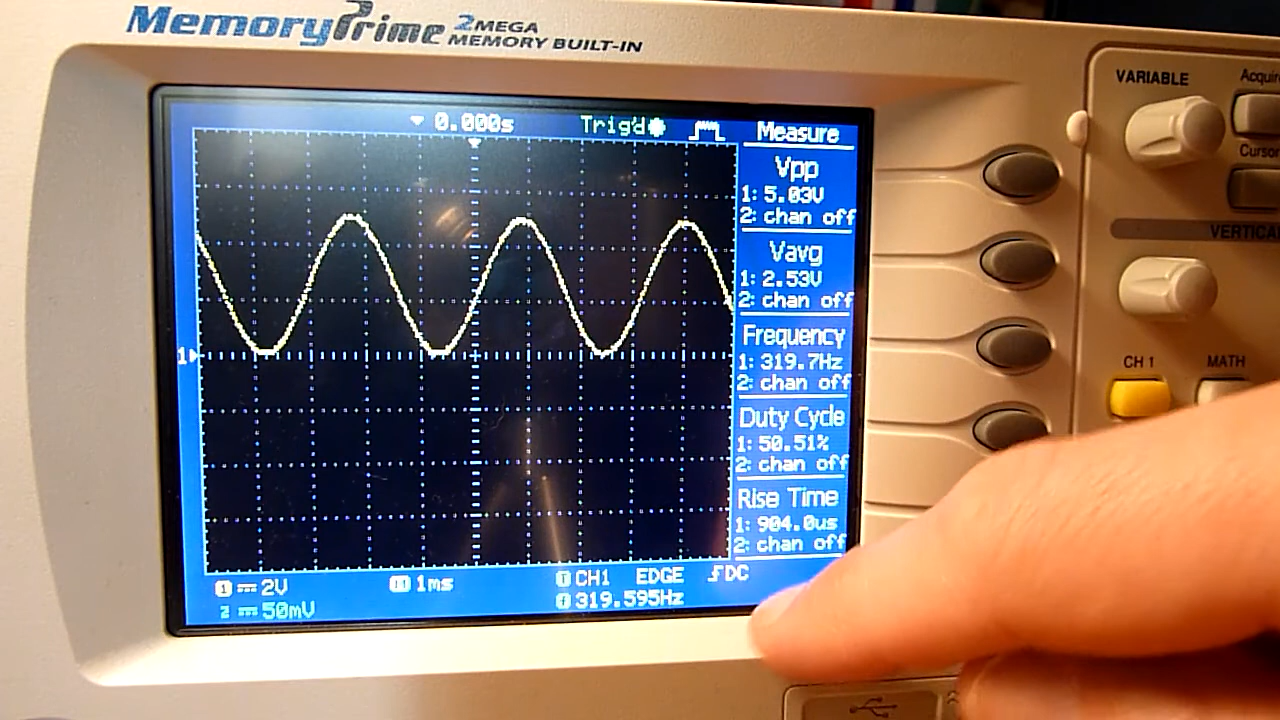 MemoryPrime 2MEGA
MEMORY BUILT-IN
VARIABLE
0.000s
Trig'd
Measure
Vpp
1: 5.03V
2: chan off
Vavg
1: 2.53V
2: chan off
Frequency
1: 319.7Hz
2: chan off
Duty Cycle
1: 50.51%
2: chan off
Rise Time
1: 904.0us
2: chan off
1
1 2V
1ms
T CH1 EDGE DC
2 50mV
319.595Hz
CH 1
MATH